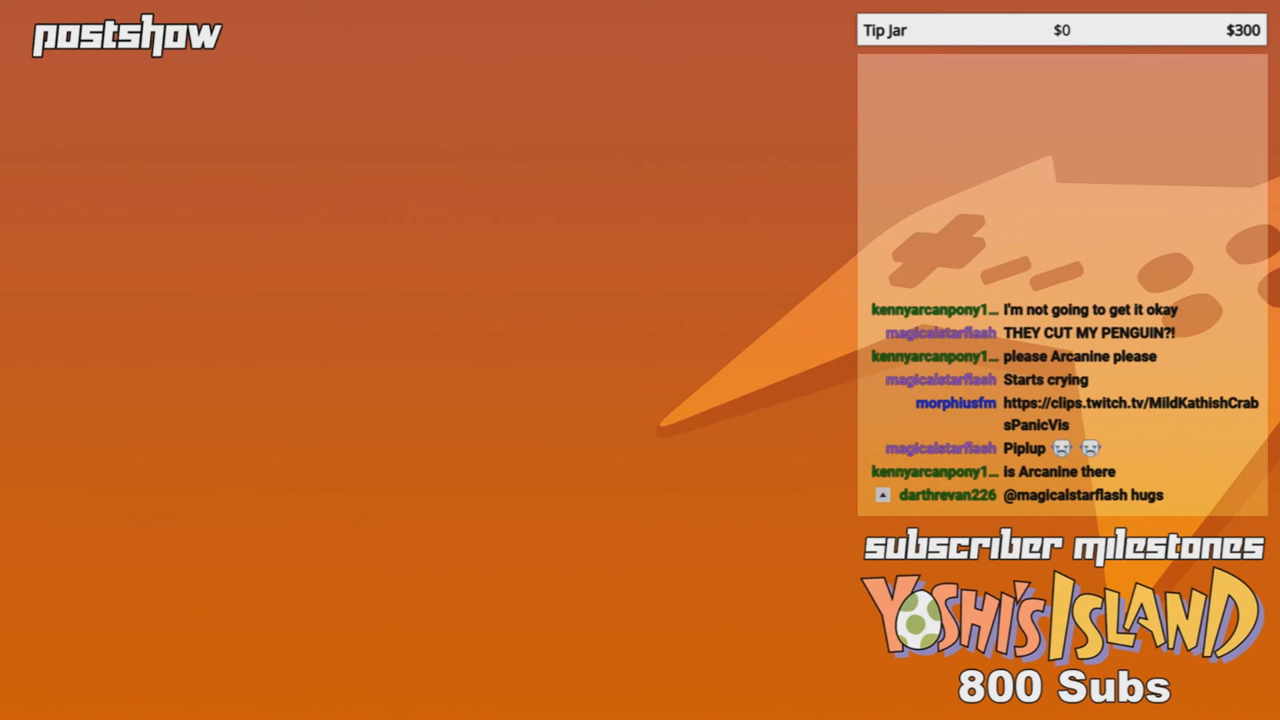 postshow
Tip Jar $0 $300
kennyarcanpony1... I'm not going to get it okay
magicalstarflash THEY CUT MY PENGUIN?!
kennyarcanpony1... please Arcanine please
magicalstarflash Starts crying
morphiusfm https://clips.twitch.tv/MildKathishCrab
sPanicVis
magicalstarflash Piplup
kennyarcanpony1... is Arcanine there
darthrevan226 @magicalstarflash hugs
subscriber milestones
YOSHI'S ISLAND
800 Subs